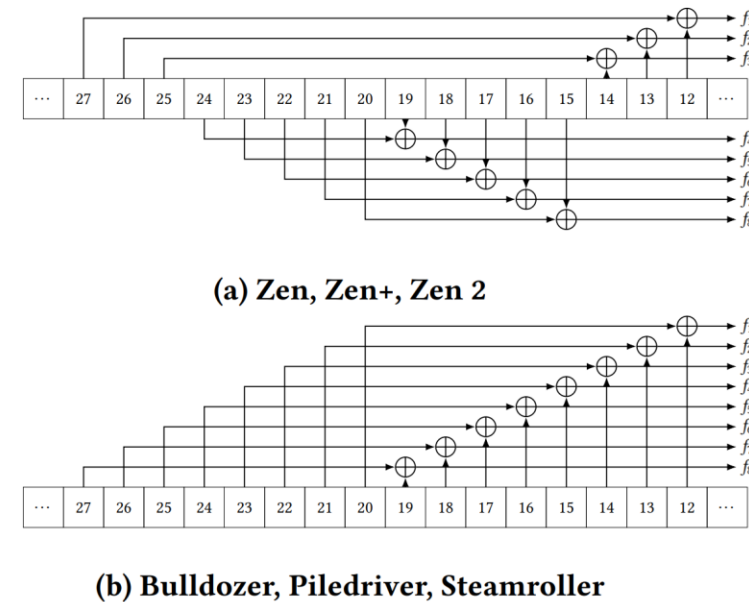 f
f
f
··· 27 26 25 24 23 22 21 20 19 18 17 16 15 14 13 12 ···
f
f
f
f
f
(a) Zen, Zen+, Zen 2
f
f
f
f
f
f
f
f
··· 27 26 25 24 23 22 21 20 19 18 17 16 15 14 13 12 ···
(b) Bulldozer, Piledriver, Steamroller